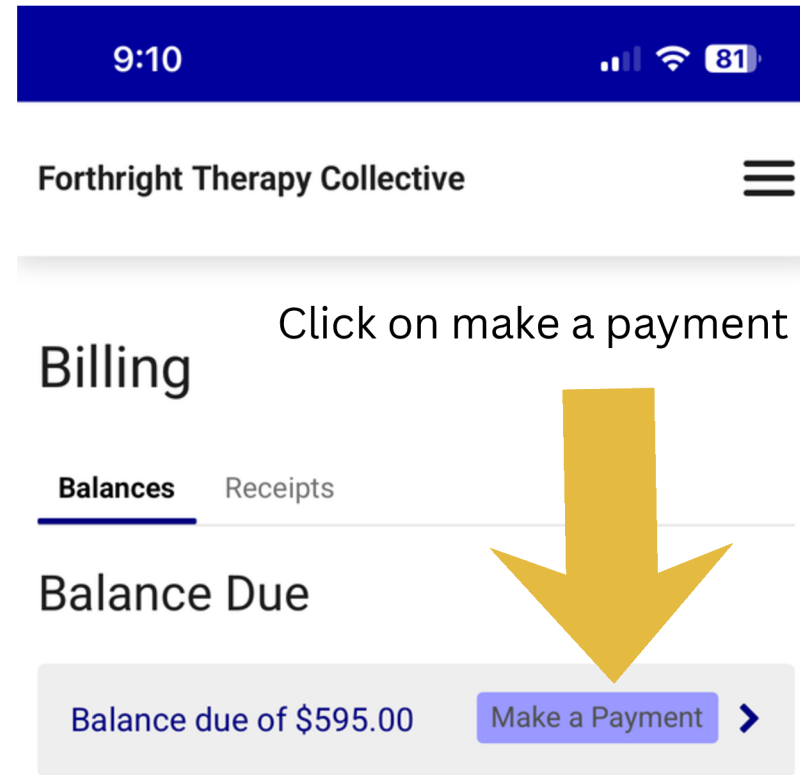 9:10 81
Forthright Therapy Collective
Click on make a payment
Billing
Balances Receipts
Balance Due
Balance due of $595.00 Make a Payment